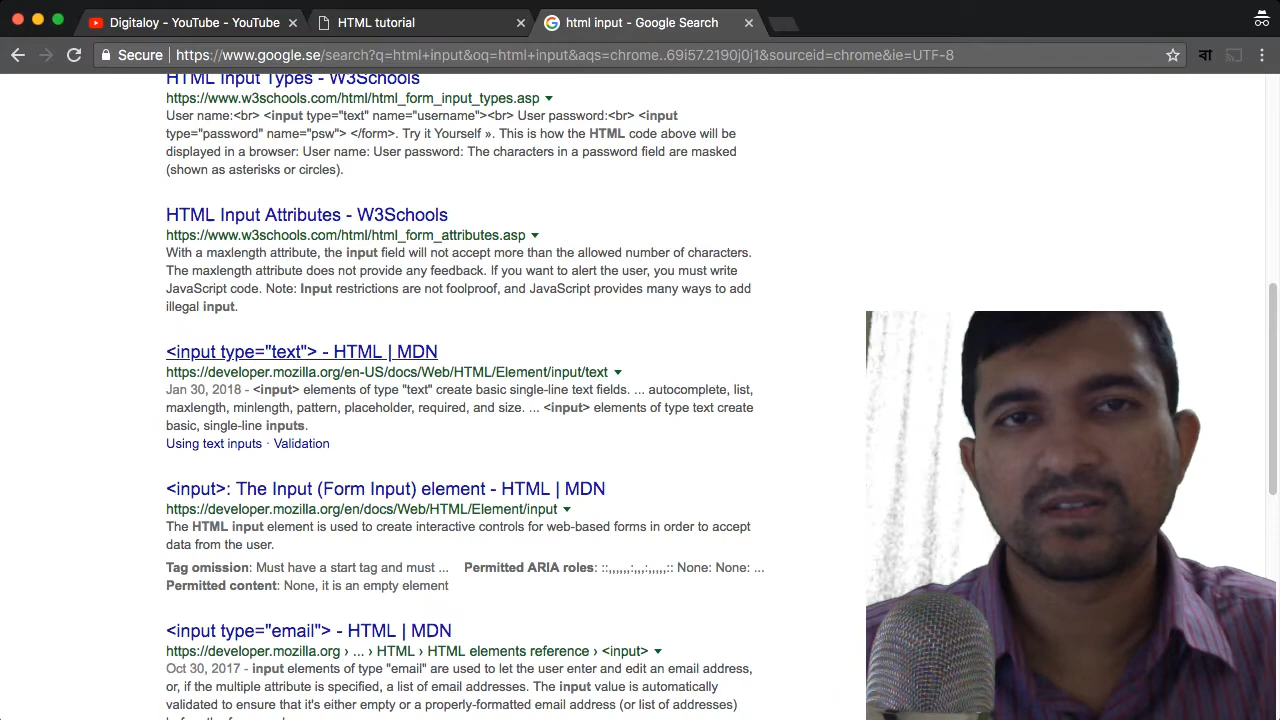 Digitaloy - YouTube - YouTube
HTML tutorial
html input - Google Search
Secure
https://www.google.se/search?q=html+input&oq=html+input&aqs=chrome..69i57.2190j0j1&sourceid=chrome&ie=UTF-8
বা
HTML Input Types - W3Schools
https://www.w3schools.com/html/html_form_input_types.asp
User name:<br> <input type="text" name="username"><br> User password:<br> <input
type="password" name="psw"> </form>. Try it Yourself ». This is how the HTML code above will be
displayed in a browser: User name: User password: The characters in a password field are masked
(shown as asterisks or circles).
HTML Input Attributes - W3Schools
https://www.w3schools.com/html/html_form_attributes.asp
With a maxlength attribute, the input field will not accept more than the allowed number of characters.
The maxlength attribute does not provide any feedback. If you want to alert the user, you must write
JavaScript code. Note: Input restrictions are not foolproof, and JavaScript provides many ways to add
illegal input.
<input type="text"> - HTML | MDN
https://developer.mozilla.org/en-US/docs/Web/HTML/Element/input/text
Jan 30, 2018 - <input> elements of type "text" create basic single-line text fields. ... autocomplete, list,
maxlength, minlength, pattern, placeholder, required, and size. ... <input> elements of type text create
basic, single-line inputs.
Using text inputs · Validation
<input>: The Input (Form Input) element - HTML | MDN
https://developer.mozilla.org/en/docs/Web/HTML/Element/input
The HTML input element is used to create interactive controls for web-based forms in order to accept
data from the user.
Tag omission: Must have a start tag and must ... Permitted ARIA roles: ::,,,,,,:,,,:,,,,,:: None: None: ...
Permitted content: None, it is an empty element
<input type="email"> - HTML | MDN
https://developer.mozilla.org › ... › HTML › HTML elements reference › <input>
Oct 30, 2017 - input elements of type "email" are used to let the user enter and edit an email address,
or, if the multiple attribute is specified, a list of email addresses. The input value is automatically
validated to ensure that it's either empty or a properly-formatted email address (or list of addresses)